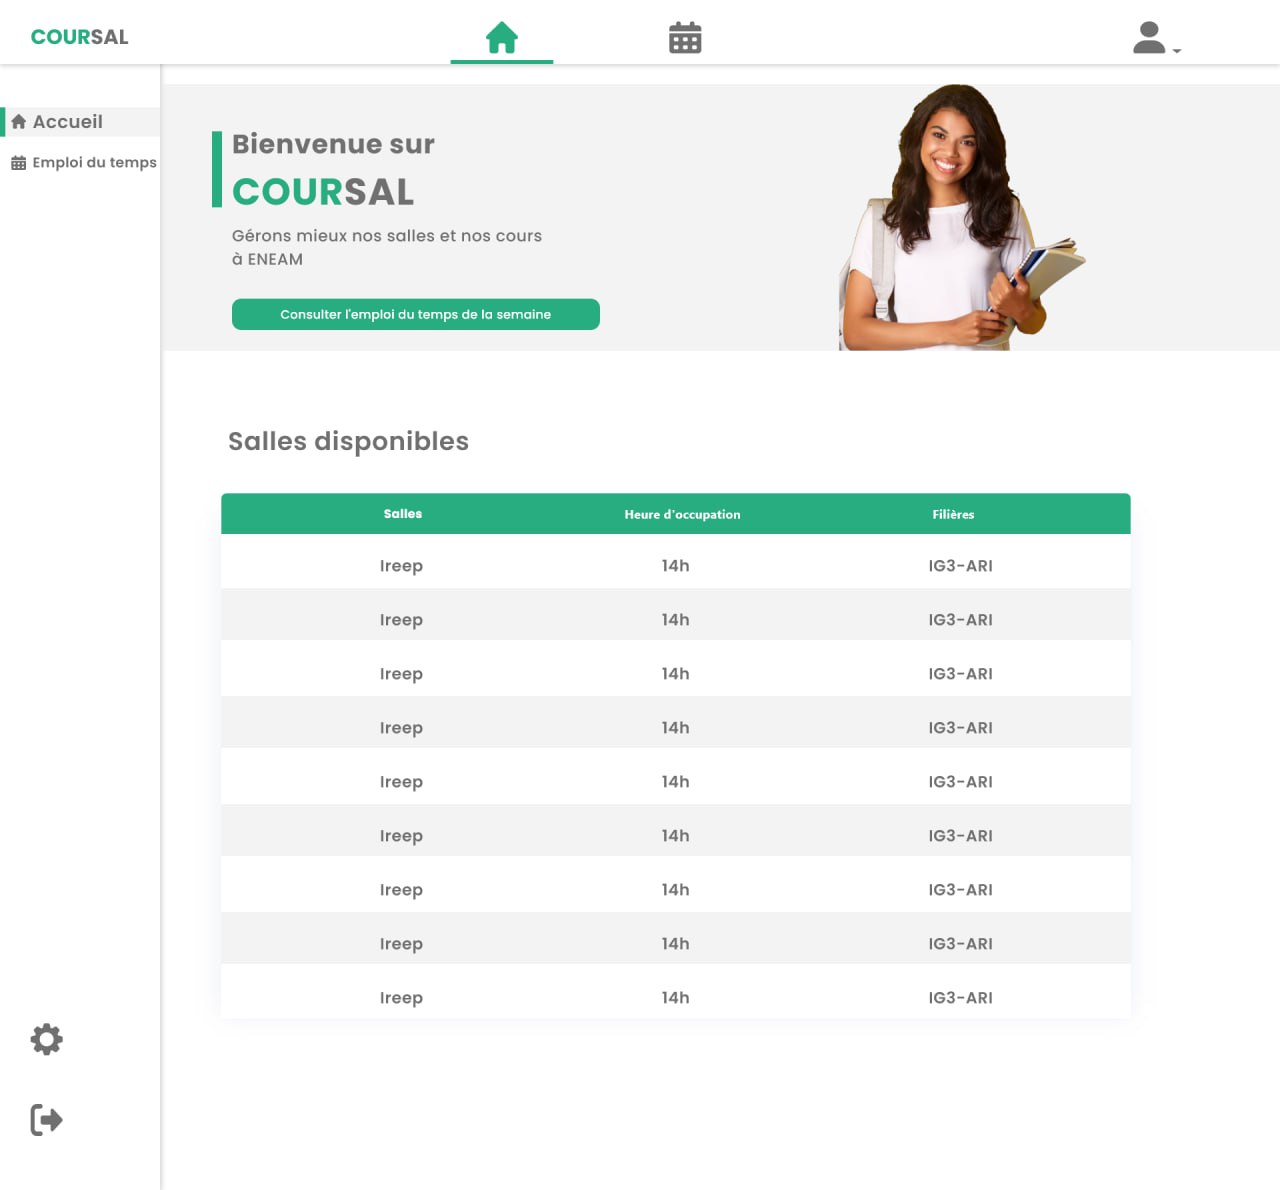 COURSAL
Accueil
Emploi du temps
Bienvenue sur
COURSAL
Gérons mieux nos salles et nos cours
à ENEAM
Consulter l'emploi du temps de la semaine
Salles disponibles
Salles Heure d'occupation Filières
Ireep 14h IG3-ARI
Ireep 14h IG3-ARI
Ireep 14h IG3-ARI
Ireep 14h IG3-ARI
Ireep 14h IG3-ARI
Ireep 14h IG3-ARI
Ireep 14h IG3-ARI
Ireep 14h IG3-ARI
Ireep 14h IG3-ARI